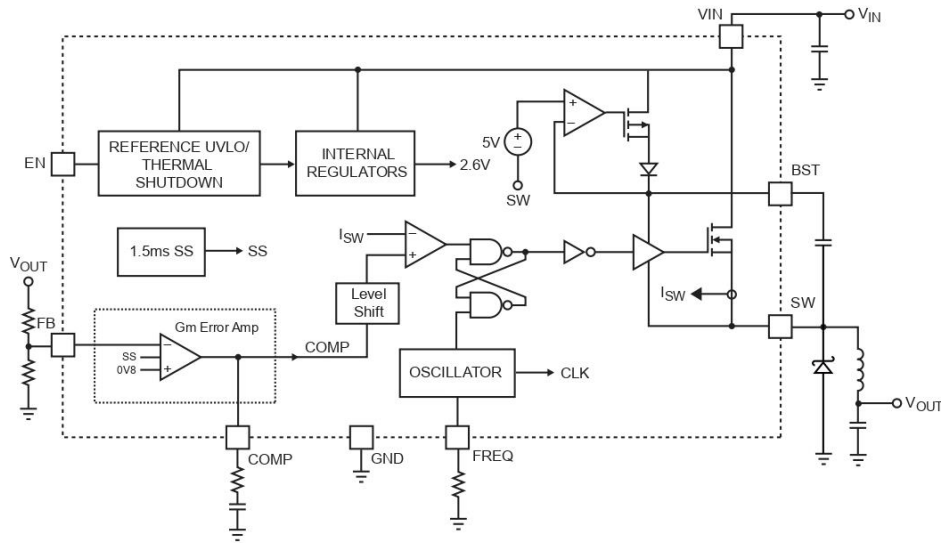 VIN
VIN
EN
REFERENCE UVLO/
THERMAL
SHUTDOWN
INTERNAL
REGULATORS
2.6V
5V
+
−
+
−
SW
BST
1.5ms SS
SS
ISW
−
+
Level
Shift
ISW
SW
VOUT
FB
Gm Error Amp
−
SS
0V8
+
COMP
OSCILLATOR
CLK
VOUT
COMP
GND
FREQ